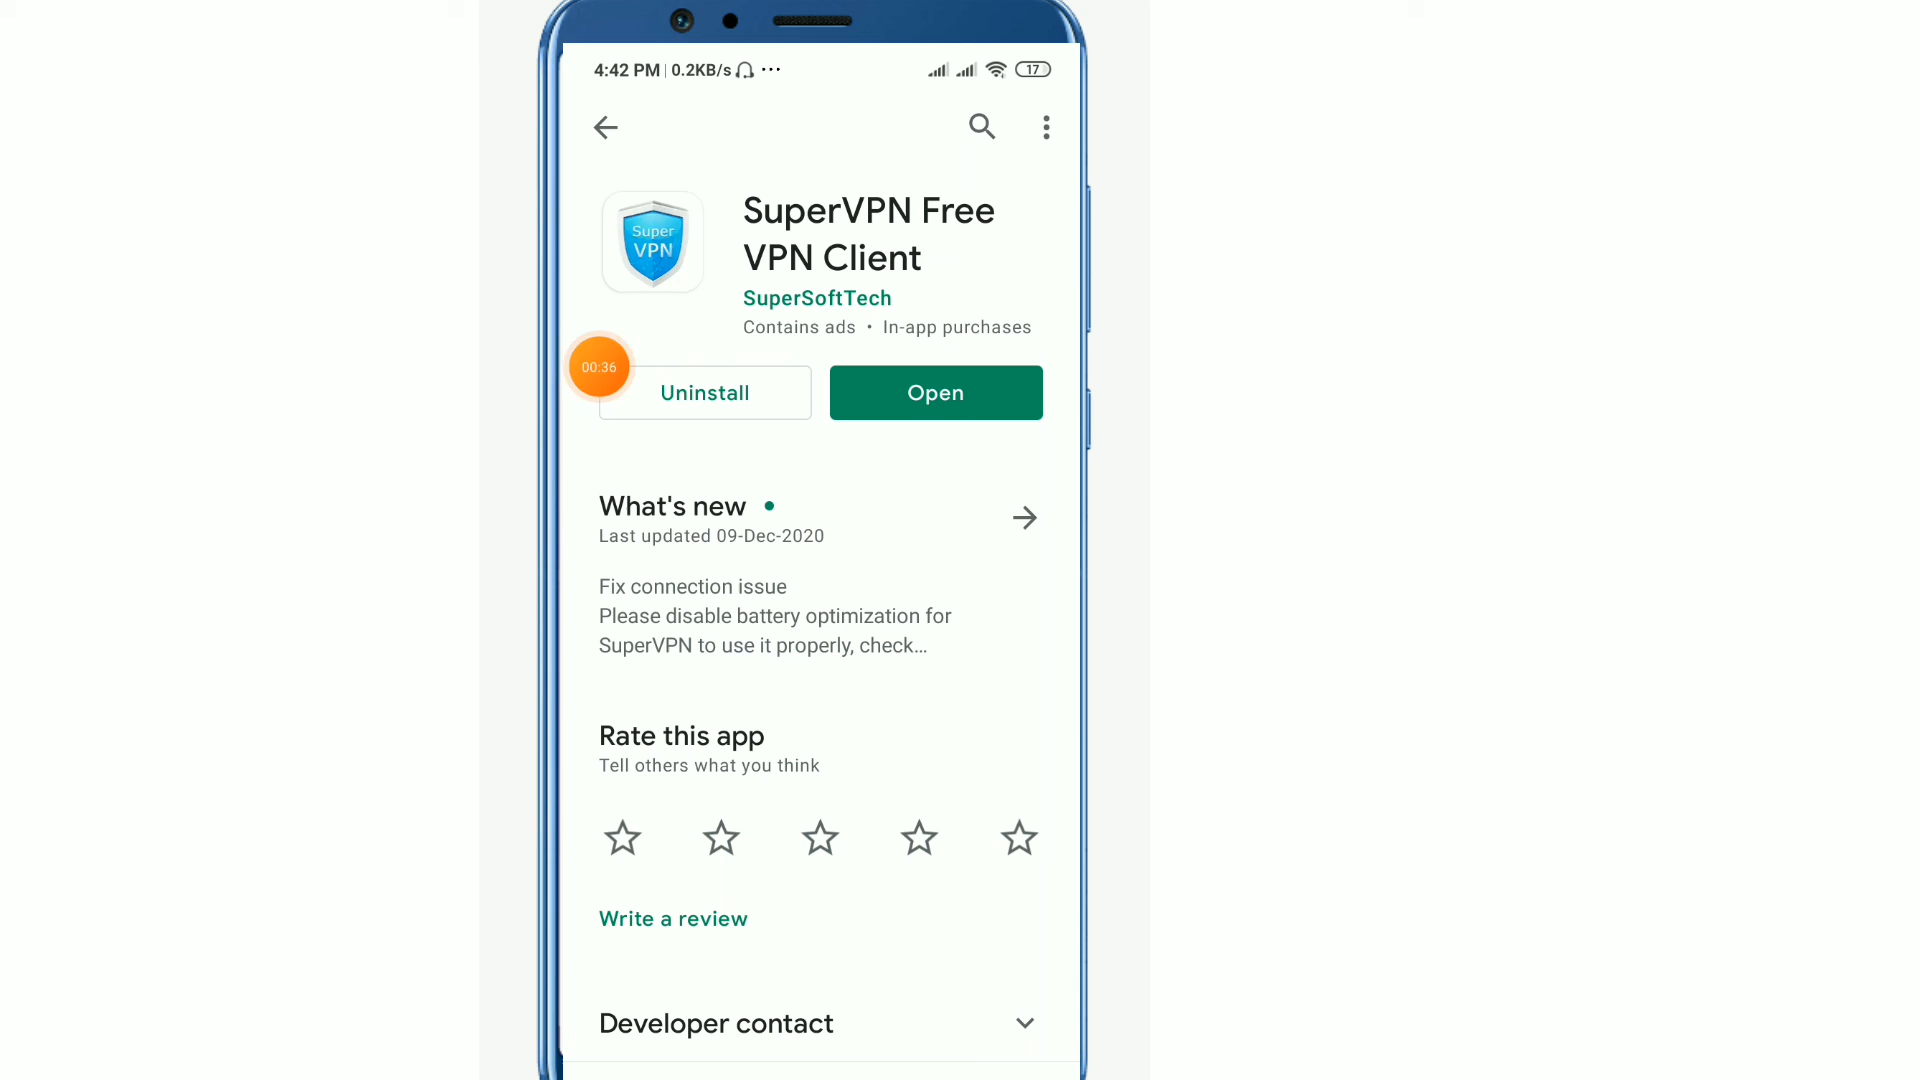 4:42 PM 0.2KB/s ... 17
SuperVPN Free
VPN Client
Super
VPN
SuperSoftTech
Contains ads • In-app purchases
00:36
Uninstall
Open
What's new
Last updated 09-Dec-2020
Fix connection issue
Please disable battery optimization for
SuperVPN to use it properly, check...
Rate this app
Tell others what you think
Write a review
Developer contact